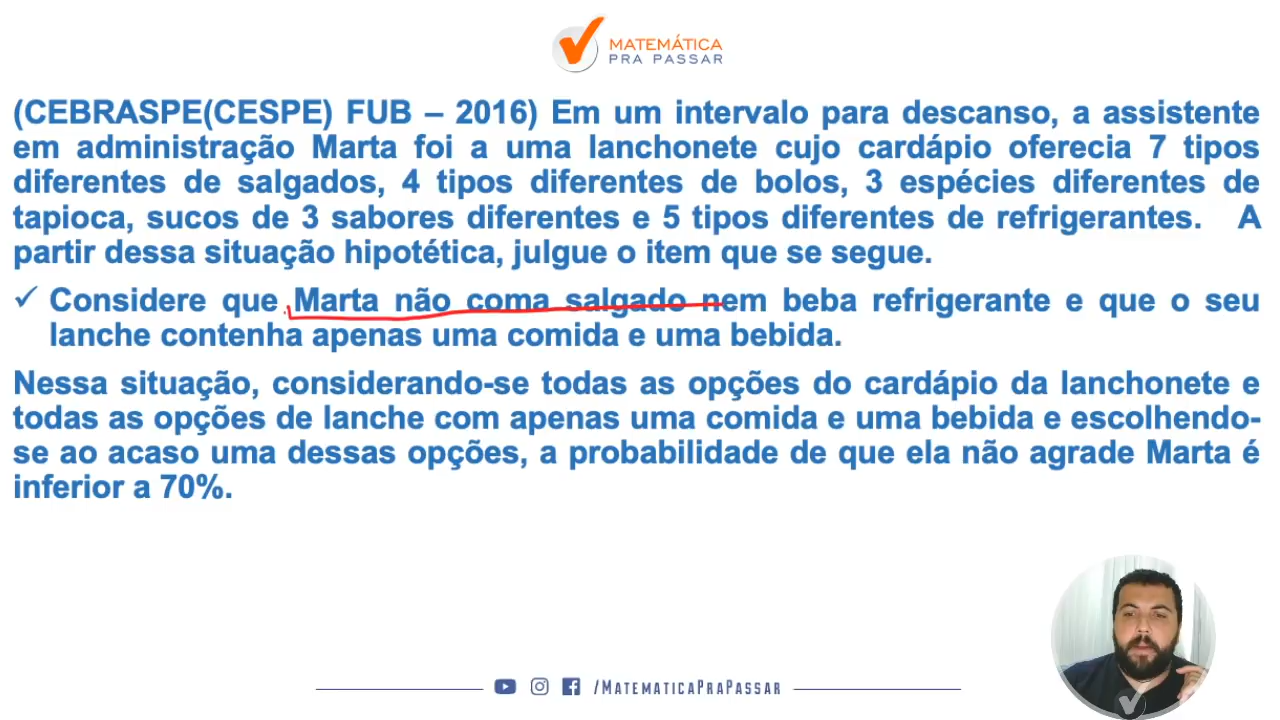 MATEMÁTICA
PRA PASSAR
(CEBRASPE(CESPE) FUB – 2016) Em um intervalo para descanso, a assistente
em administração Marta foi a uma lanchonete cujo cardápio oferecia 7 tipos
diferentes de salgados, 4 tipos diferentes de bolos, 3 espécies diferentes de
tapioca, sucos de 3 sabores diferentes e 5 tipos diferentes de refrigerantes. A
partir dessa situação hipotética, julgue o item que se segue.
✓ Considere que Marta não coma salgado nem beba refrigerante e que o seu
lanche contenha apenas uma comida e uma bebida.
Nessa situação, considerando-se todas as opções do cardápio da lanchonete e
todas as opções de lanche com apenas uma comida e uma bebida e escolhendo-
se ao acaso uma dessas opções, a probabilidade de que ela não agrade Marta é
inferior a 70%.
/MATEMATICAPRAPASSAR